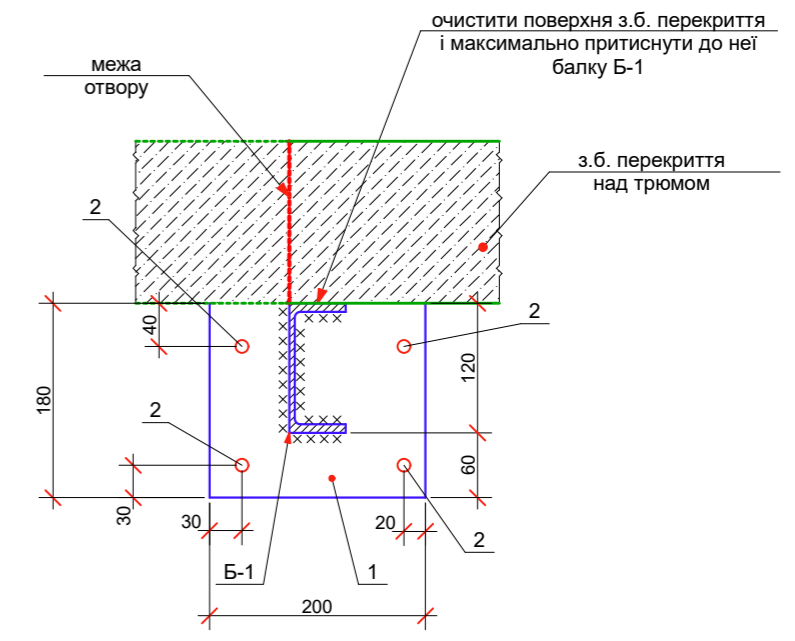 очистити поверхня з.б. перекриття
і максимально притиснути до неї
балку Б-1
межа
отвору
з.б. перекриття
над трюмом
2
40
2
180
120
2
60
30
30
20
2
Б-1
1
200